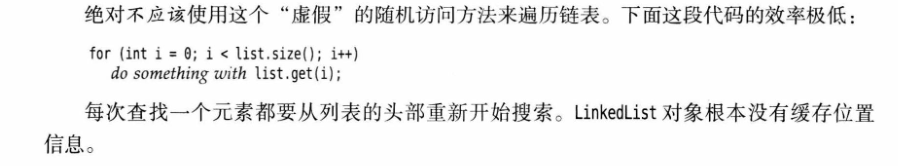 绝对不应该使用这个“虚假”的随机访问方法来遍历链表。下面这段代码的效率极低：
for (int i = 0; i < list.size(); i++)
do something with list.get(i);
每次查找一个元素都要从列表的头部重新开始搜索。LinkedList 对象根本没有缓存位置
信息。